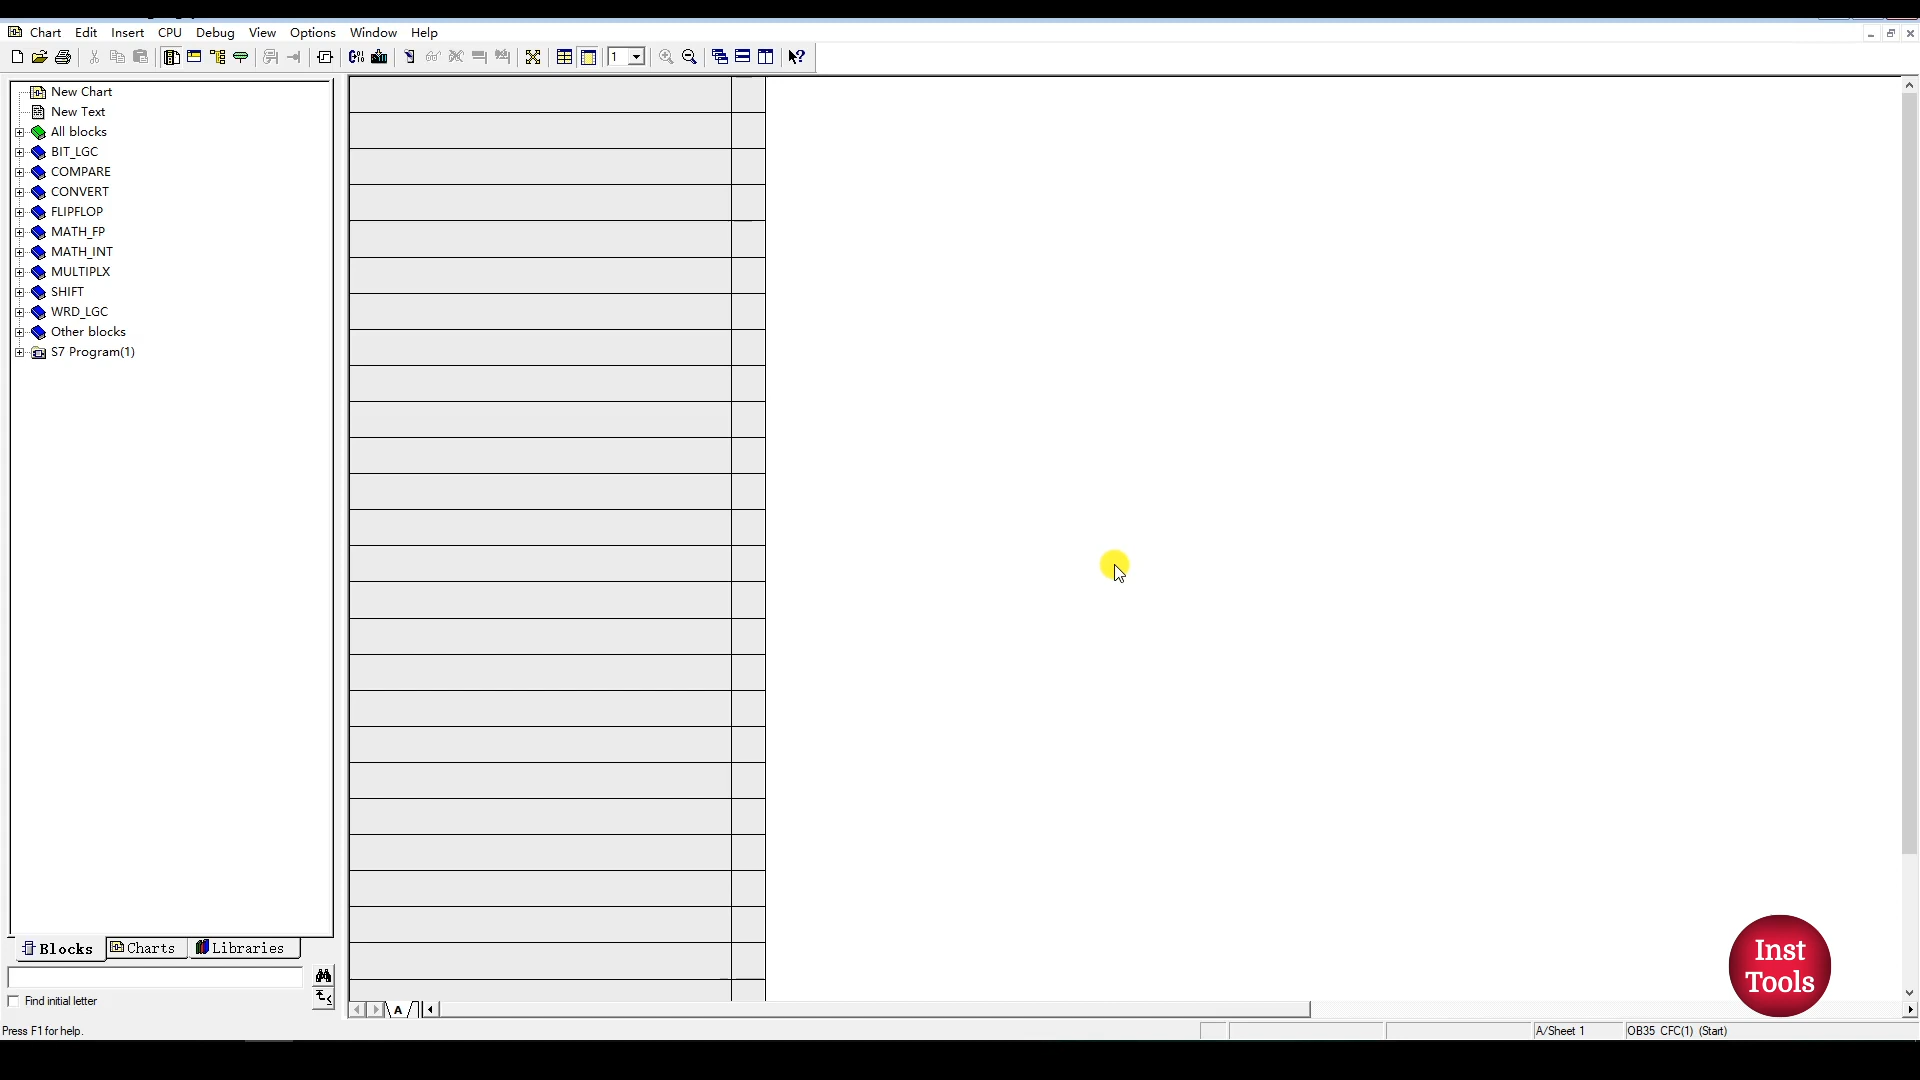 Chart Edit Insert CPU Debug View Options Window Help
1
New Chart
New Text
All blocks
BIT_LGC
COMPARE
CONVERT
FLIPFLOP
MATH_FP
MATH_INT
MULTIPLX
SHIFT
WRD_LGC
Other blocks
S7 Program(1)
Blocks Charts Libraries
Find initial letter
A
Inst
Tools
Press F1 for help.
A/Sheet 1
OB35 CFC(1) (Start)